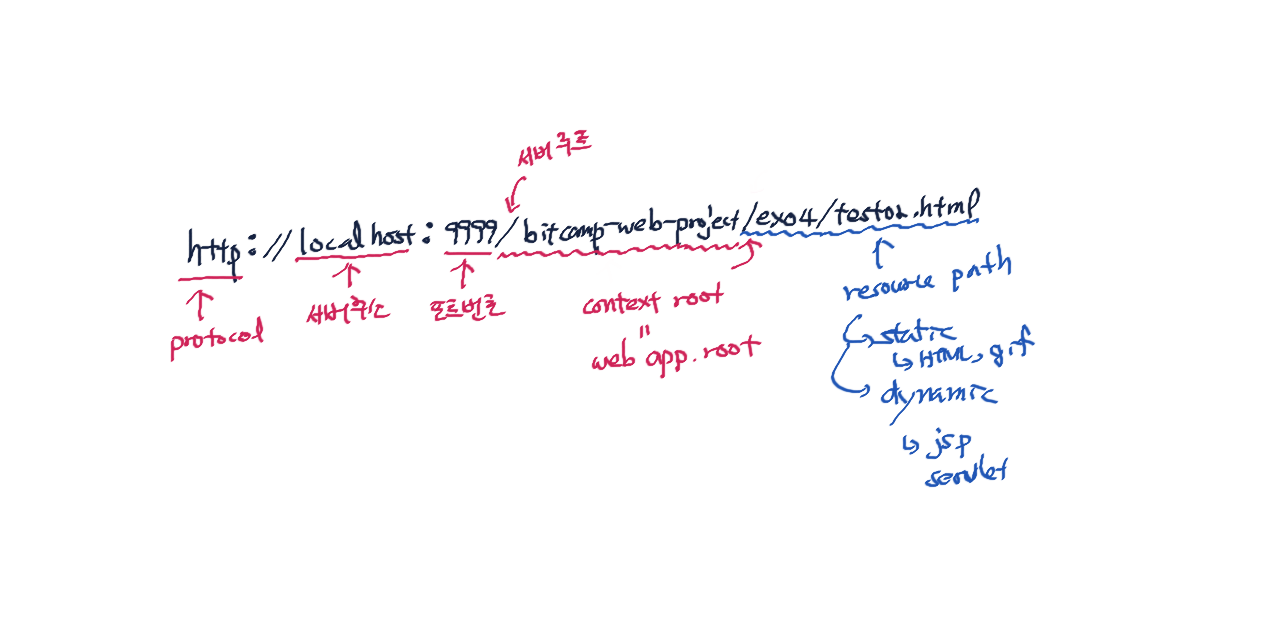 서버 루트
http://localhost:9999/bitcamp-web-project/ex04/test02.html
protocol
서버주소
포트번호
context root
"
web app. root
resource path
static
↳ HTML, gif
dynamic
↳ jsp
servlet